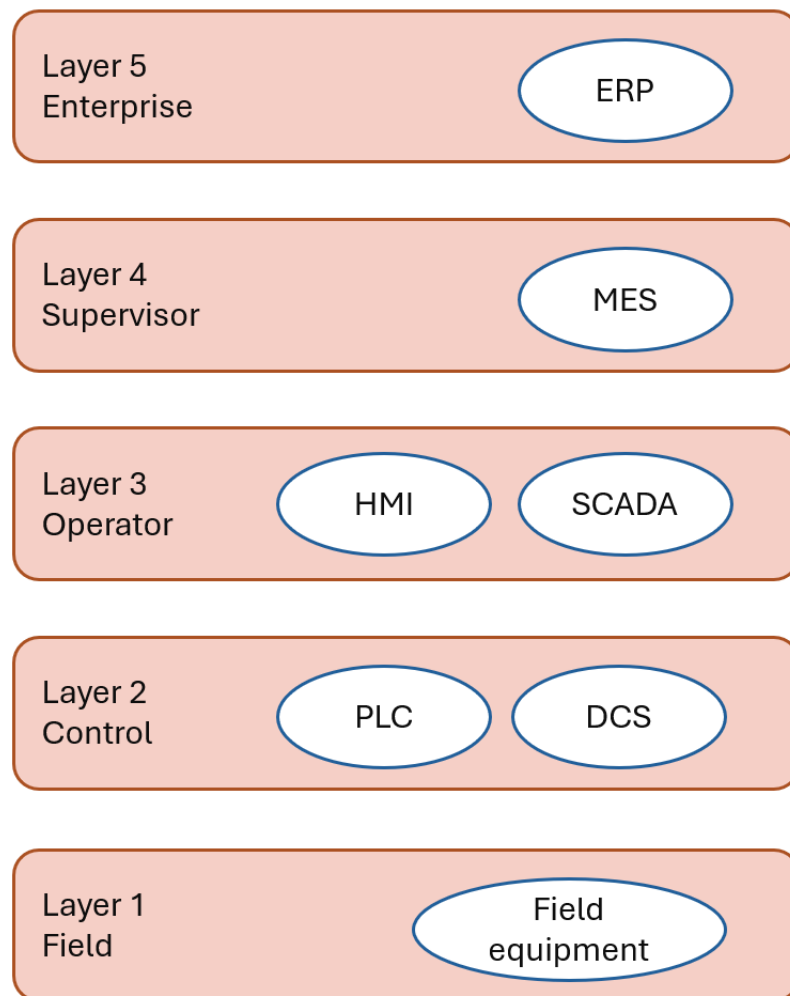 Layer 5
Enterprise
ERP
Layer 4
Supervisor
MES
Layer 3
Operator
HMI
SCADA
Layer 2
Control
PLC
DCS
Layer 1
Field
Field
equipment